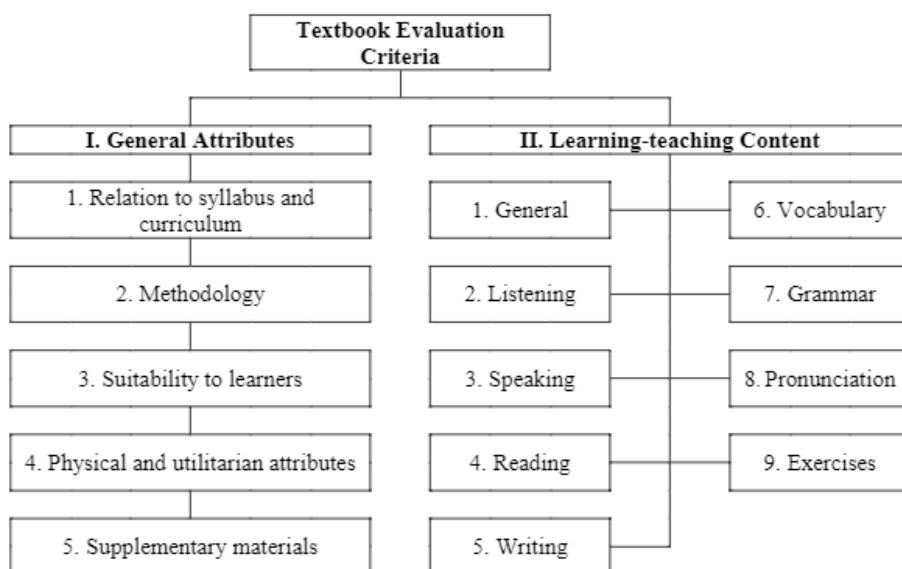 Textbook Evaluation
Criteria
I. General Attributes
1. Relation to syllabus and
curriculum
2. Methodology
3. Suitability to learners
4. Physical and utilitarian attributes
5. Supplementary materials
II. Learning-teaching Content
1. General
2. Listening
3. Speaking
4. Reading
5. Writing
6. Vocabulary
7. Grammar
8. Pronunciation
9. Exercises